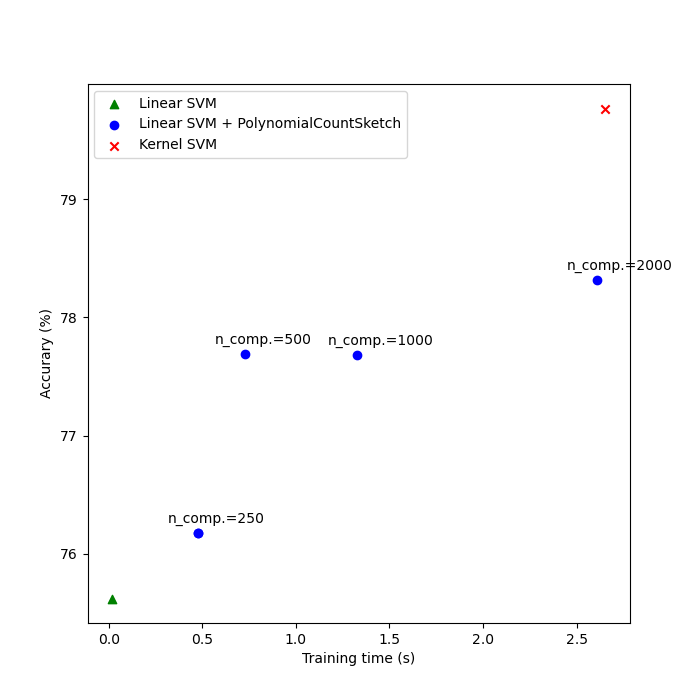 Linear SVM
Linear SVM + PolynomialCountSketch
Kernel SVM
n_comp.=2000
n_comp.=500
n_comp.=1000
n_comp.=250
79
78
77
76
Accurary (%)
0.0 0.5 1.0 1.5 2.0 2.5
Training time (s)